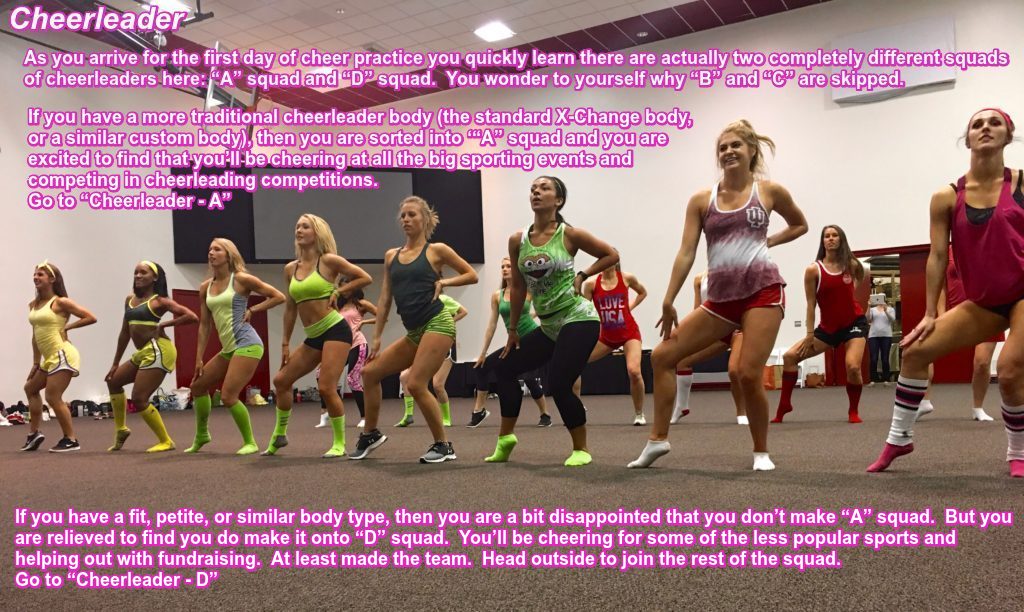 Cheerleader
As you arrive for the first day of cheer practice you quickly learn there are actually two completely different squads
of cheerleaders here: “A” squad and “D” squad.  You wonder to yourself why “B” and “C” are skipped.
If you have a more traditional cheerleader body (the standard X-Change body,
or a similar custom body), then you are sorted into ‘“A” squad and you are
excited to find that you’ll be cheering at all the big sporting events and
competing in cheerleading competitions.
Go to “Cheerleader - A”
LOVE
USA
If you have a fit, petite, or similar body type, then you are a bit disappointed that you don’t make “A” squad.  But you
are relieved to find you do make it onto “D” squad.  You’ll be cheering for some of the less popular sports and
helping out with fundraising.  At least made the team.  Head outside to join the rest of the squad.
Go to “Cheerleader - D”